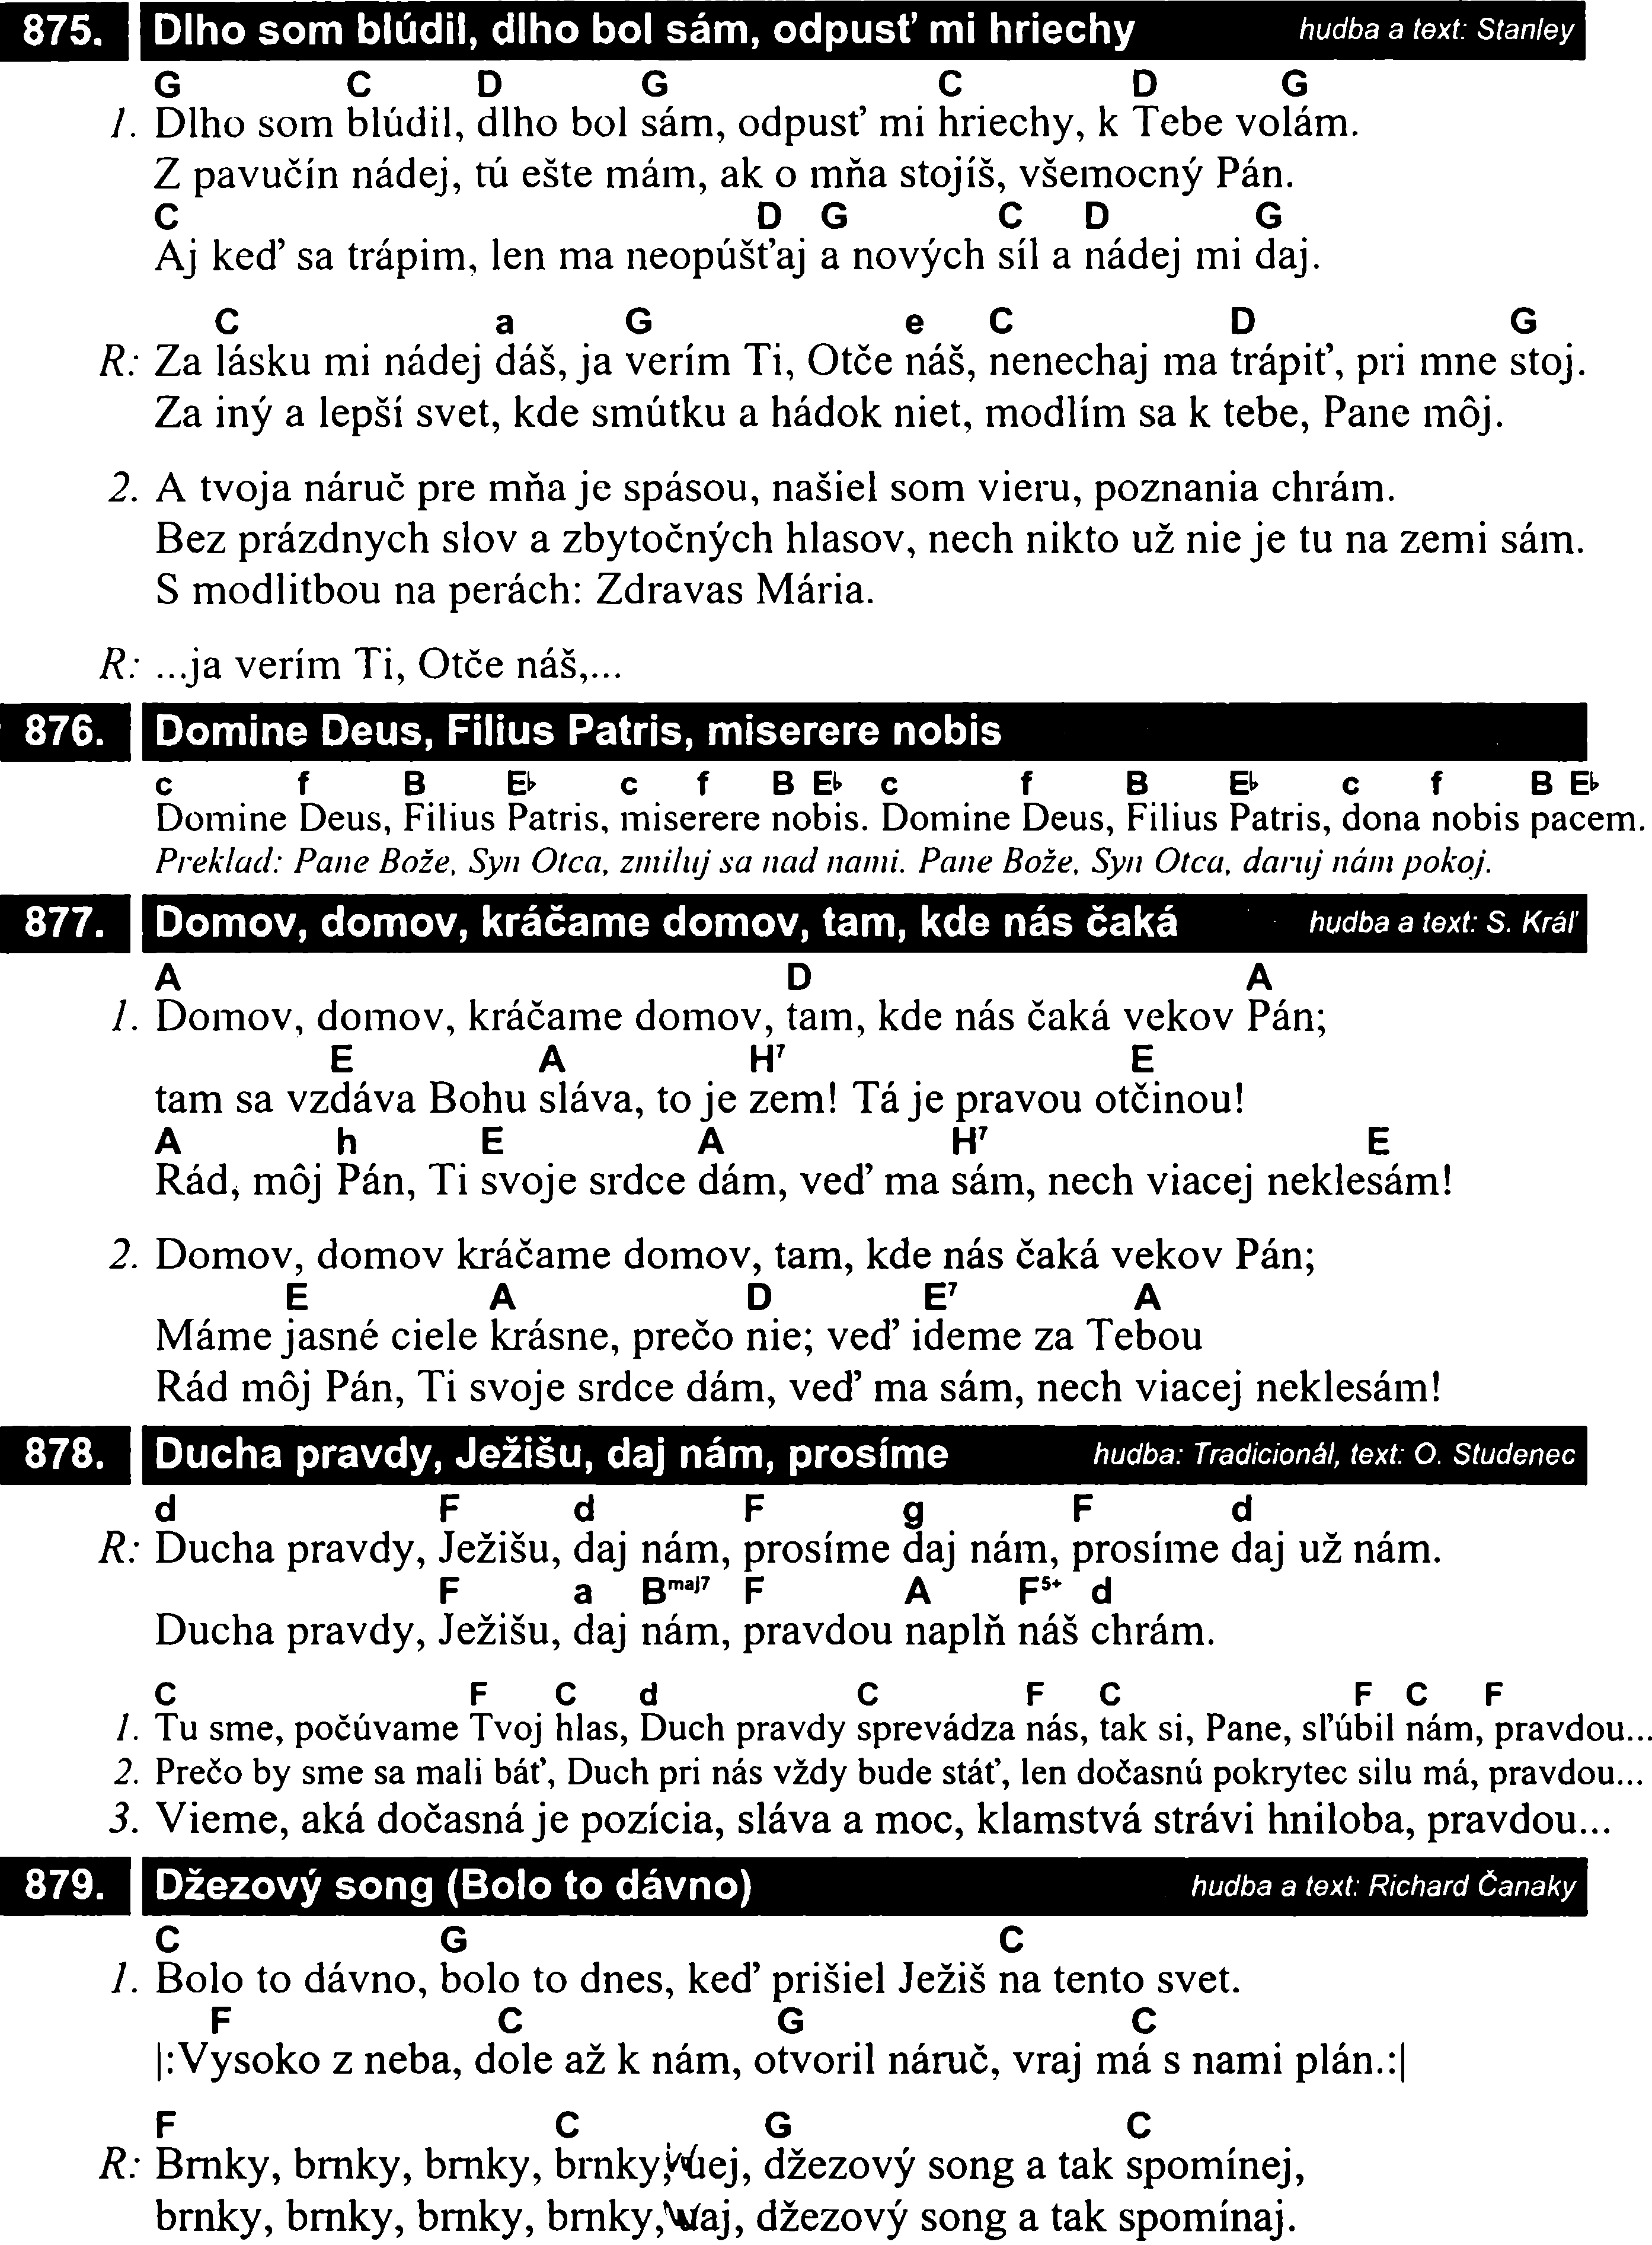 875. Dlho som blúdil, dlho bol sám, odpusť mi hriechy hudba a text: Stanley
G C D G C D G
1. Dlho som blúdil, dlho bol sám, odpusť mi hriechy, k Tebe volám.
Z pavučín nádej, tú ešte mám, ak o mňa stojíš, všemocný Pán.
C D G C D G
Aj keď sa trápim, len ma neopúšťaj a nových síl a nádej mi daj.
C a G e C D G
R: Za lásku mi nádej dáš, ja verím Ti, Otče náš, nenechaj ma trápiť, pri mne stoj.
Za iný a lepší svet, kde smútku a hádok niet, modlím sa k tebe, Pane môj.
2. A tvoja náruč pre mňa je spásou, našiel som vieru, poznania chrám.
Bez prázdnych slov a zbytočných hlasov, nech nikto už nie je tu na zemi sám.
S modlitbou na perách: Zdravas Mária.
R: ...ja verím Ti, Otče náš,...
876. Domine Deus, Filius Patris, miserere nobis
c f B E♭ c f B E♭ c f B E♭ c f B E♭
Domine Deus, Filius Patris, miserere nobis. Domine Deus, Filius Patris, dona nobis pacem.
Preklad: Pane Bože, Syn Otca, zmiluj sa nad nami. Pane Bože, Syn Otca, daruj nám pokoj.
877. Domov, domov, kráčame domov, tam, kde nás čaká hudba a text: S. Kráľ
A D A
1. Domov, domov, kráčame domov, tam, kde nás čaká vekov Pán;
E A H⁷ E
tam sa vzdáva Bohu sláva, to je zem! Tá je pravou otčinou!
A h E A H⁷ E
Rád, môj Pán, Ti svoje srdce dám, veď ma sám, nech viacej neklesám!
2. Domov, domov kráčame domov, tam, kde nás čaká vekov Pán;
E A D E⁷ A
Máme jasné ciele krásne, prečo nie; veď ideme za Tebou
Rád môj Pán, Ti svoje srdce dám, veď ma sám, nech viacej neklesám!
878. Ducha pravdy, Ježišu, daj nám, prosíme hudba: Tradicionál, text: O. Studenec
d F d F g F d
R: Ducha pravdy, Ježišu, daj nám, prosíme daj nám, prosíme daj už nám.
F a Bmaj7 F A F5+ d
Ducha pravdy, Ježišu, daj nám, pravdou naplň náš chrám.
C F C d C F C F C F
1. Tu sme, počúvame Tvoj hlas, Duch pravdy sprevádza nás, tak si, Pane, sľúbil nám, pravdou...
2. Prečo by sme sa mali báť, Duch pri nás vždy bude stáť, len dočasnú pokrytec silu má, pravdou...
3. Vieme, aká dočasná je pozícia, sláva a moc, klamstvá strávi hniloba, pravdou...
879. Džezový song (Bolo to dávno) hudba a text: Richard Čanaky
C G C
1. Bolo to dávno, bolo to dnes, keď prišiel Ježiš na tento svet.
F C G C
|:Vysoko z neba, dole až k nám, otvoril náruč, vraj má s nami plán.:|
F C G C
R: Brnky, brnky, brnky, brnky, džezový song a tak spomínej,
brnky, brnky, brnky, brnky, džezový song a tak spomínaj.